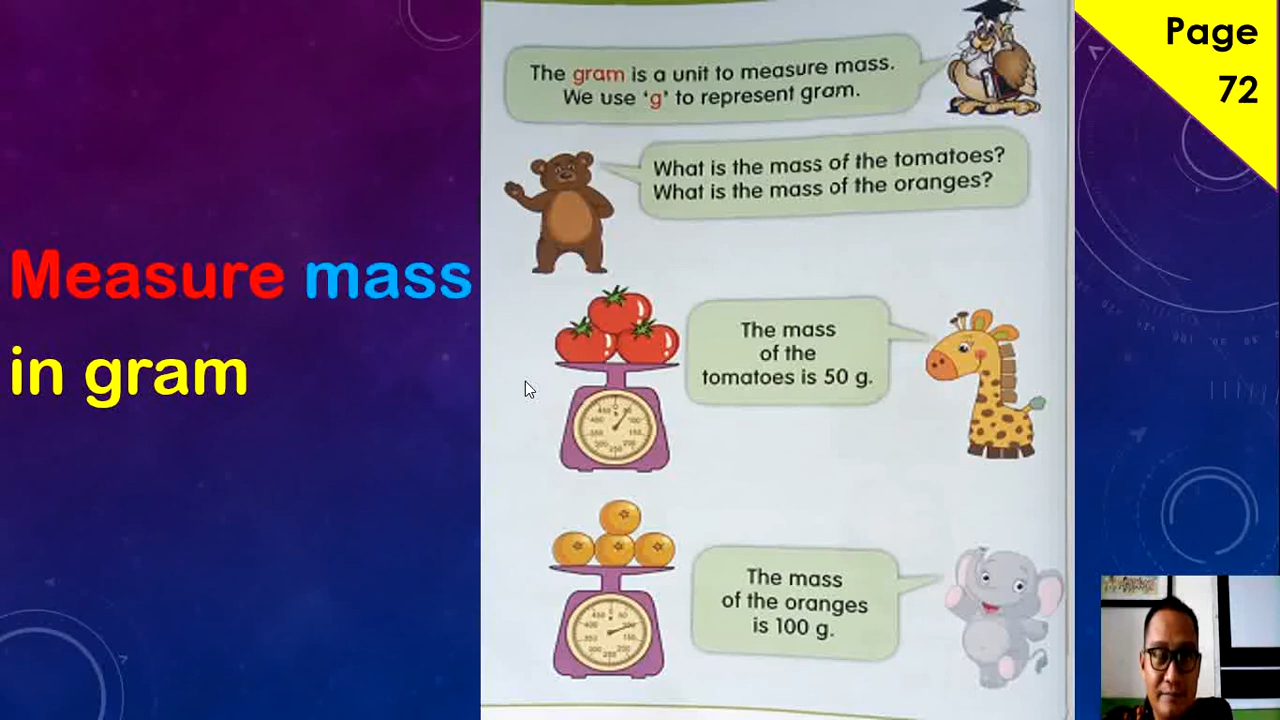 Page
72
The gram is a unit to measure mass.
We use ‘g’ to represent gram.
What is the mass of the tomatoes?
What is the mass of the oranges?
Measure mass
in gram
The mass
of the
tomatoes is 50 g.
The mass
of the oranges
is 100 g.